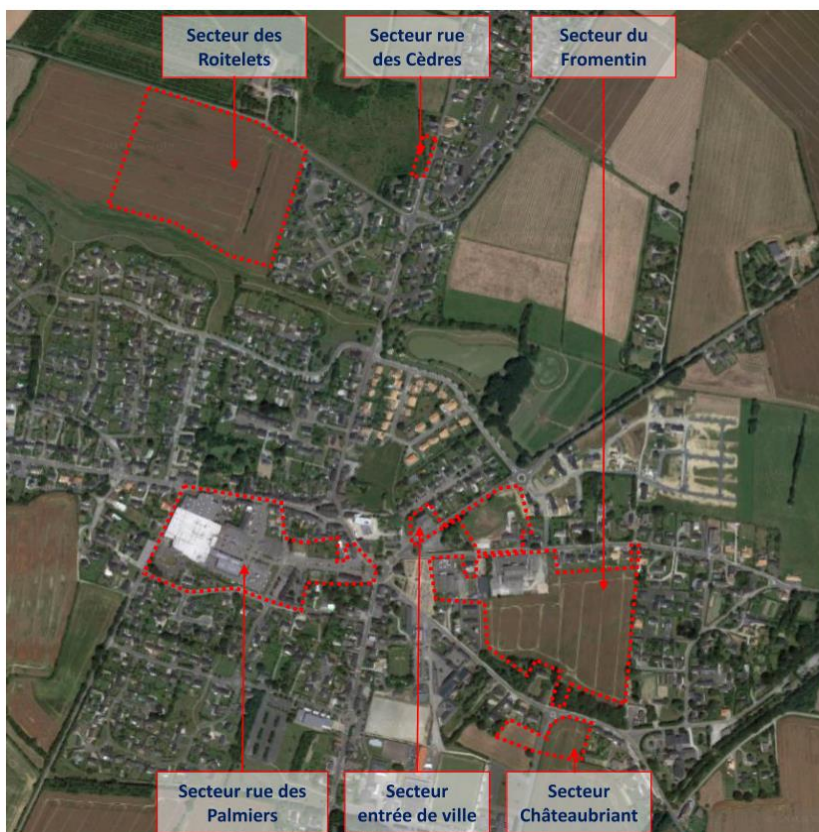 Secteur des
Roitelets
Secteur rue
des Cèdres
Secteur du
Fromentin
Secteur rue des
Palmiers
Secteur
entrée de ville
Secteur
Châteaubriant